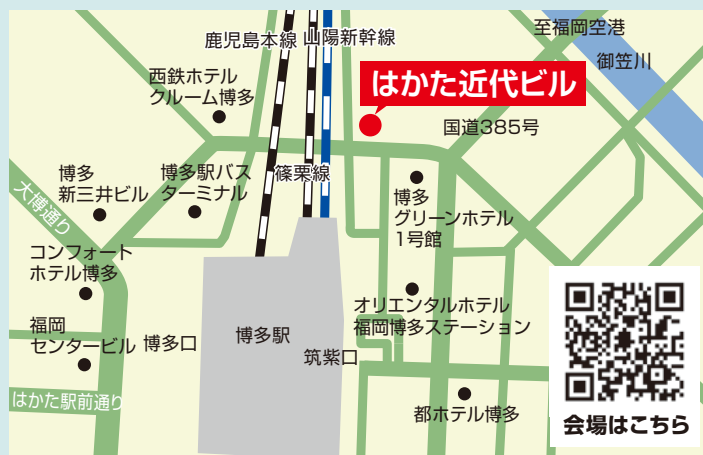 鹿児島本線
山陽新幹線
至福岡空港
御笠川
西鉄ホテル
クルーム博多
はかた近代ビル
国道385号
博多
新三井ビル
博多駅バス
ターミナル
篠栗線
博多
グリーンホテル
1号館
大博通り
コンフォート
ホテル博多
オリエンタルホテル
福岡博多ステーション
福岡
センタービル
博多口
博多駅
筑紫口
はかた駅前通り
都ホテル博多
会場はこちら